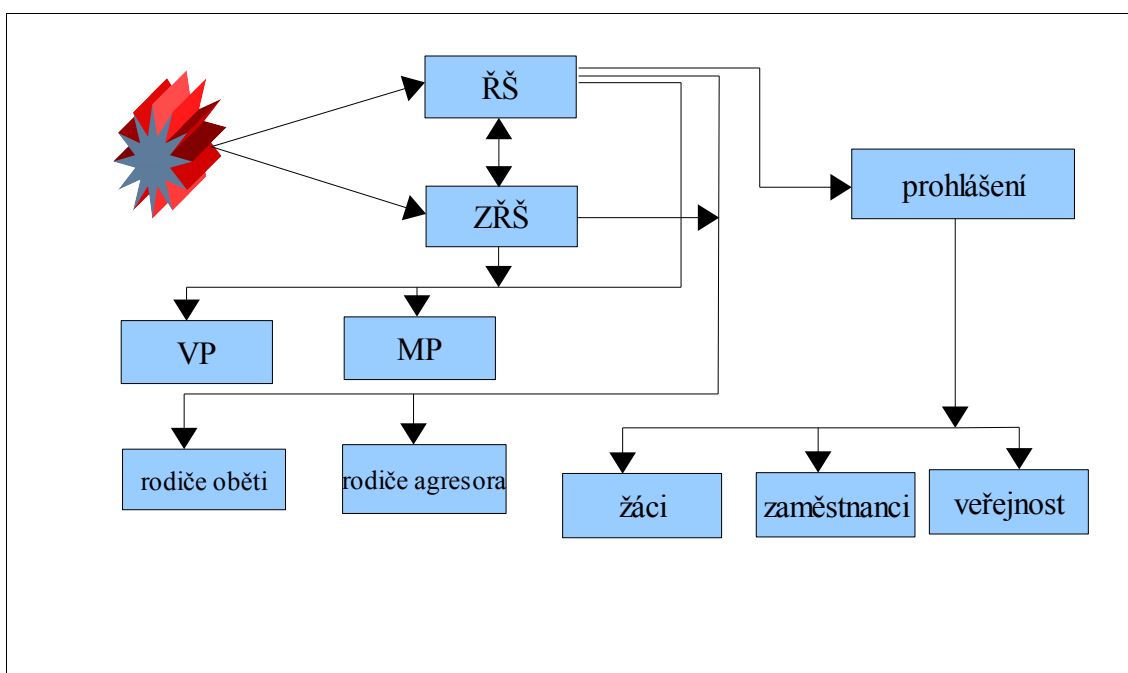 ŘŠ
prohlášení
ZŘŠ
VP
MP
rodiče oběti
rodiče agresora
žáci
zaměstnanci
veřejnost